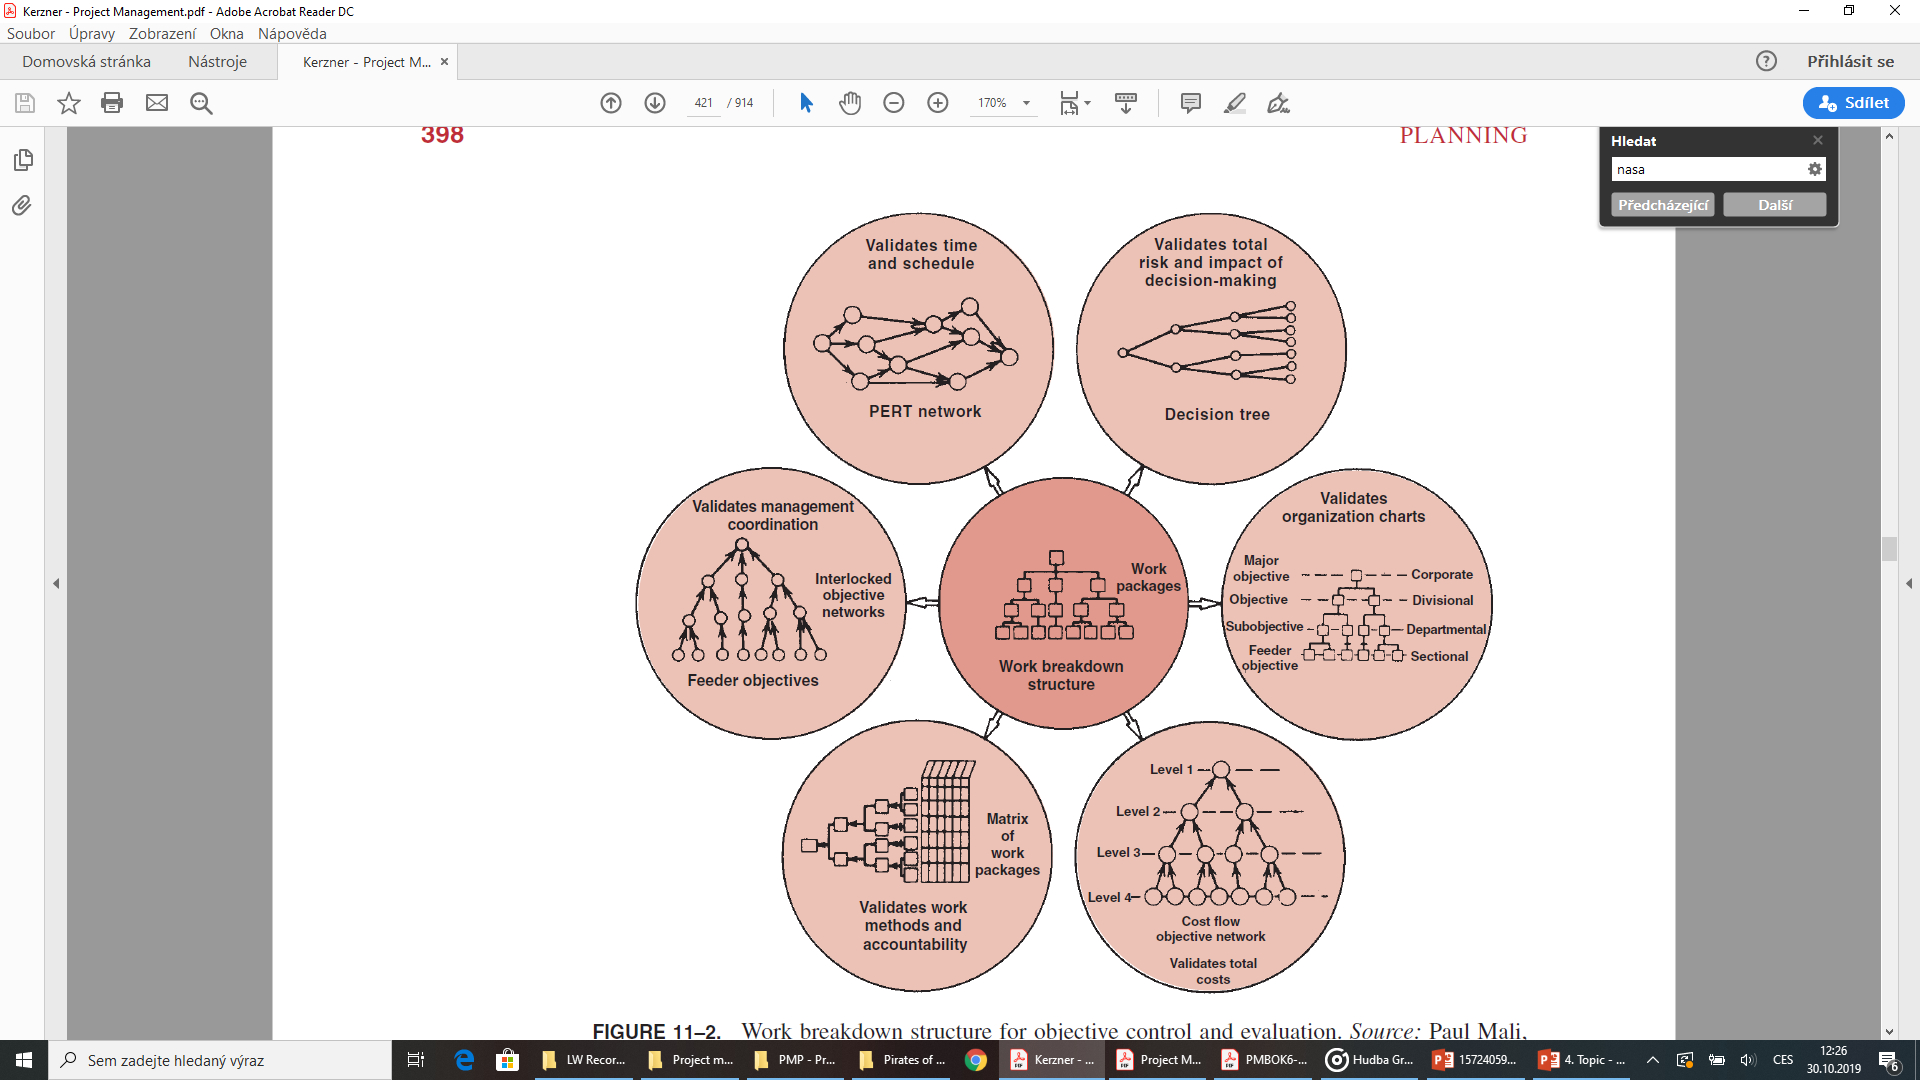 Kerzner - Project Management.pdf - Adobe Acrobat Reader DC
Soubor Úpravy Zobrazení Okna Nápověda
Domovská stránka Nástroje Kerzner - Project M... × Přihlásit se
421 / 914 170% Sdílet
398 PLANNING
Hledat
nasa
Předcházející Další
Validates time
and schedule
PERT network
Validates total
risk and impact of
decision-making
Decision tree
Validates management
coordination
Interlocked
objective
networks
Feeder objectives
Work
packages
Work breakdown
structure
Validates
organization charts
Major
objective
Corporate
Objective
Divisional
Subobjective
Departmental
Feeder
objective
Sectional
Matrix
of
work
packages
Validates work
methods and
accountability
Level 1
Level 2
Level 3
Level 4
Cost flow
objective network
Validates total
costs
FIGURE 11–2. Work breakdown structure for objective control and evaluation. Source: Paul Mali,
Sem zadejte hledaný výraz
LW Recor... Project m... PMP - Pr... Pirates of ... Kerzner - ... Project M... PMBOK6-... Hudba Gr... 15724059... 4. Topic - ...
CES
12:26
30.10.2019
6